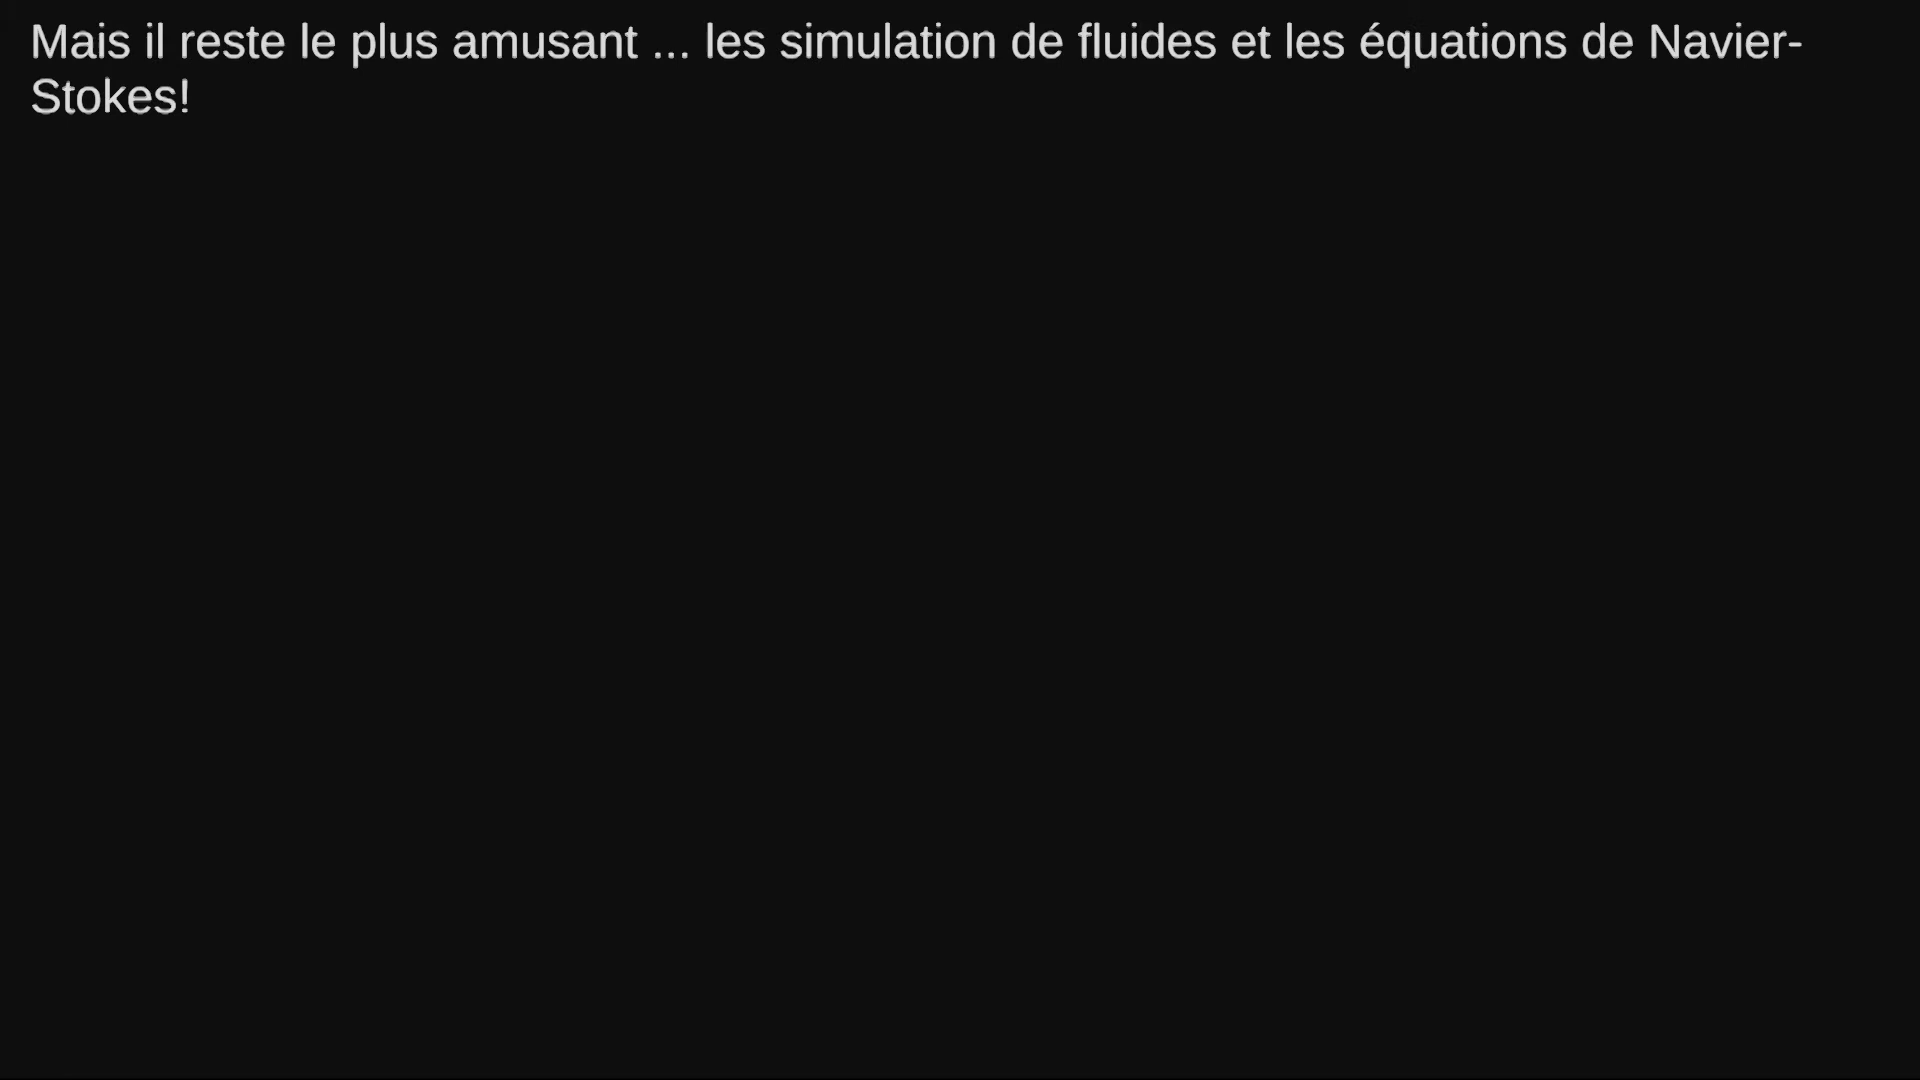 Mais il reste le plus amusant ... les simulation de fluides et les équations de Navier-
Stokes!